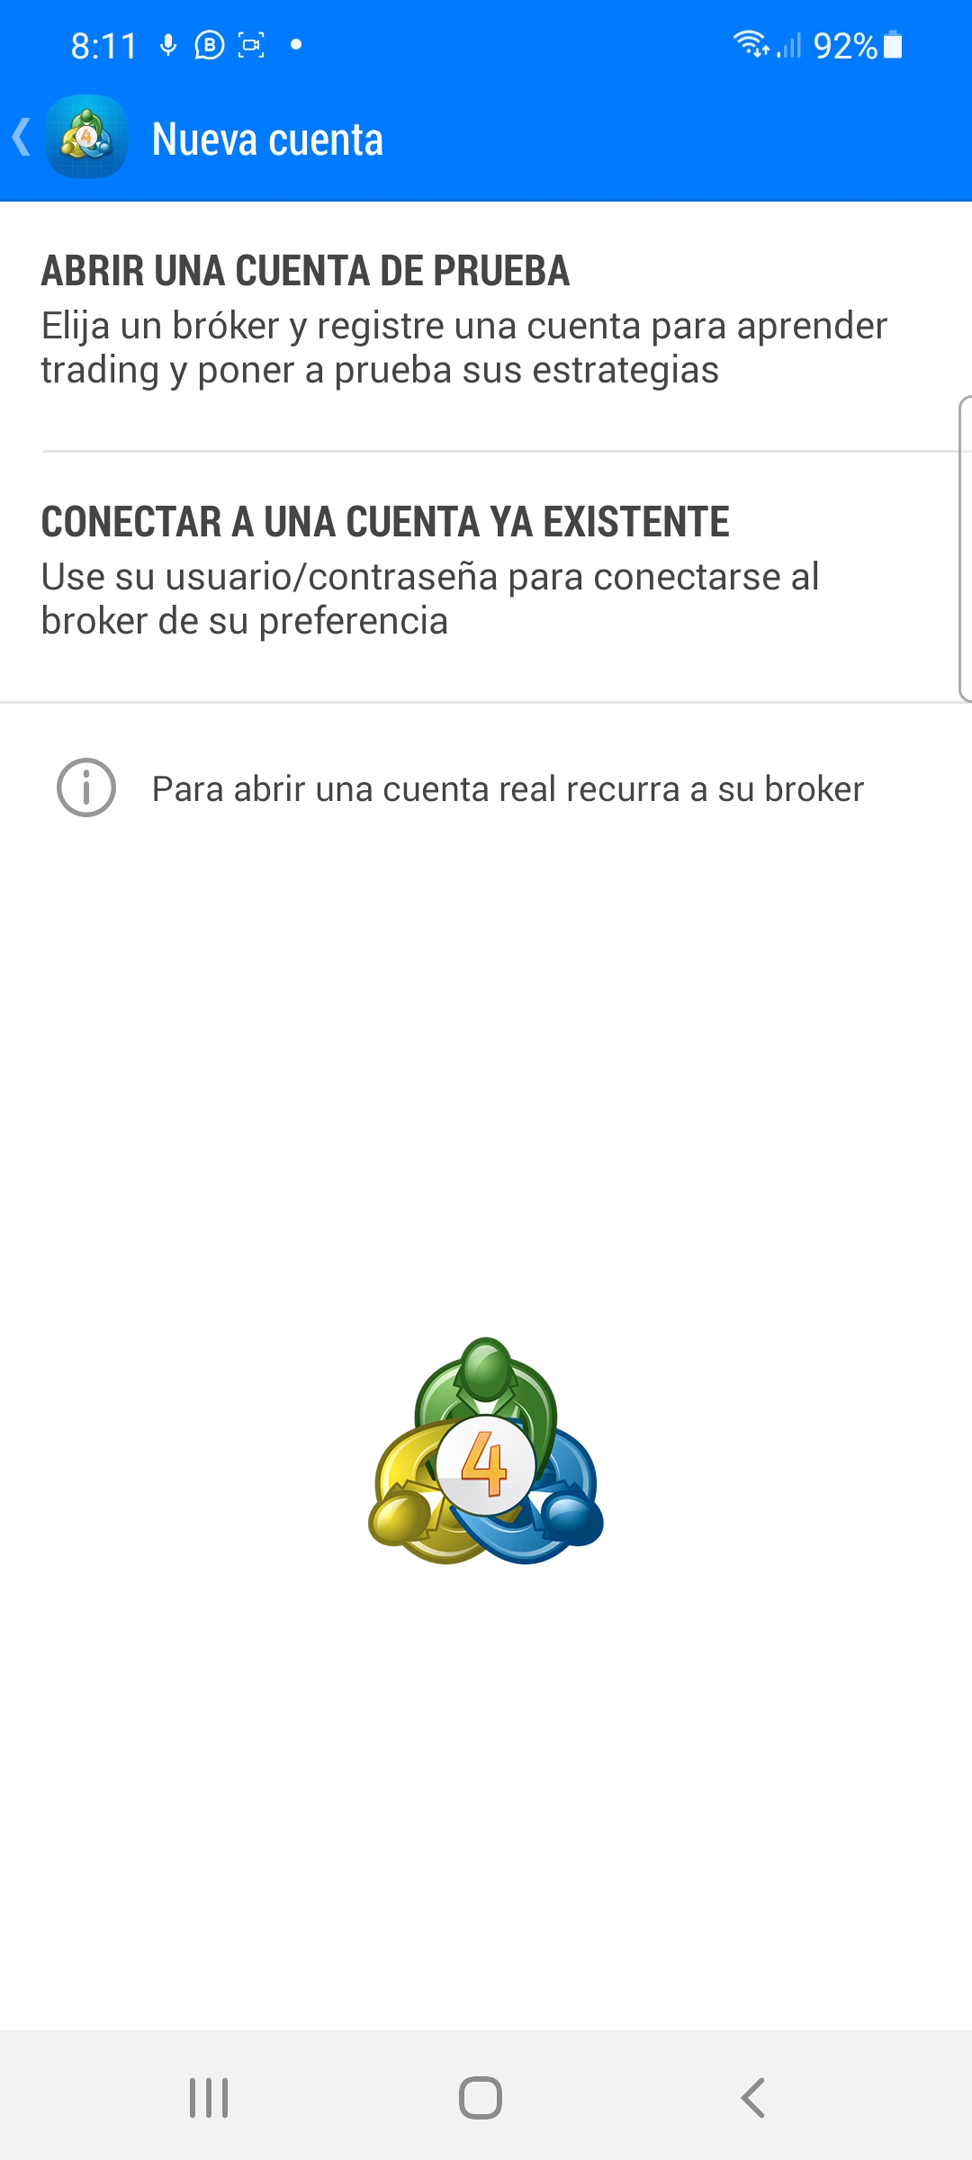 8:11 B 92%
4 Nueva cuenta
ABRIR UNA CUENTA DE PRUEBA
Elija un bróker y registre una cuenta para aprender
trading y poner a prueba sus estrategias
CONECTAR A UNA CUENTA YA EXISTENTE
Use su usuario/contraseña para conectarse al
broker de su preferencia
Para abrir una cuenta real recurra a su broker
4